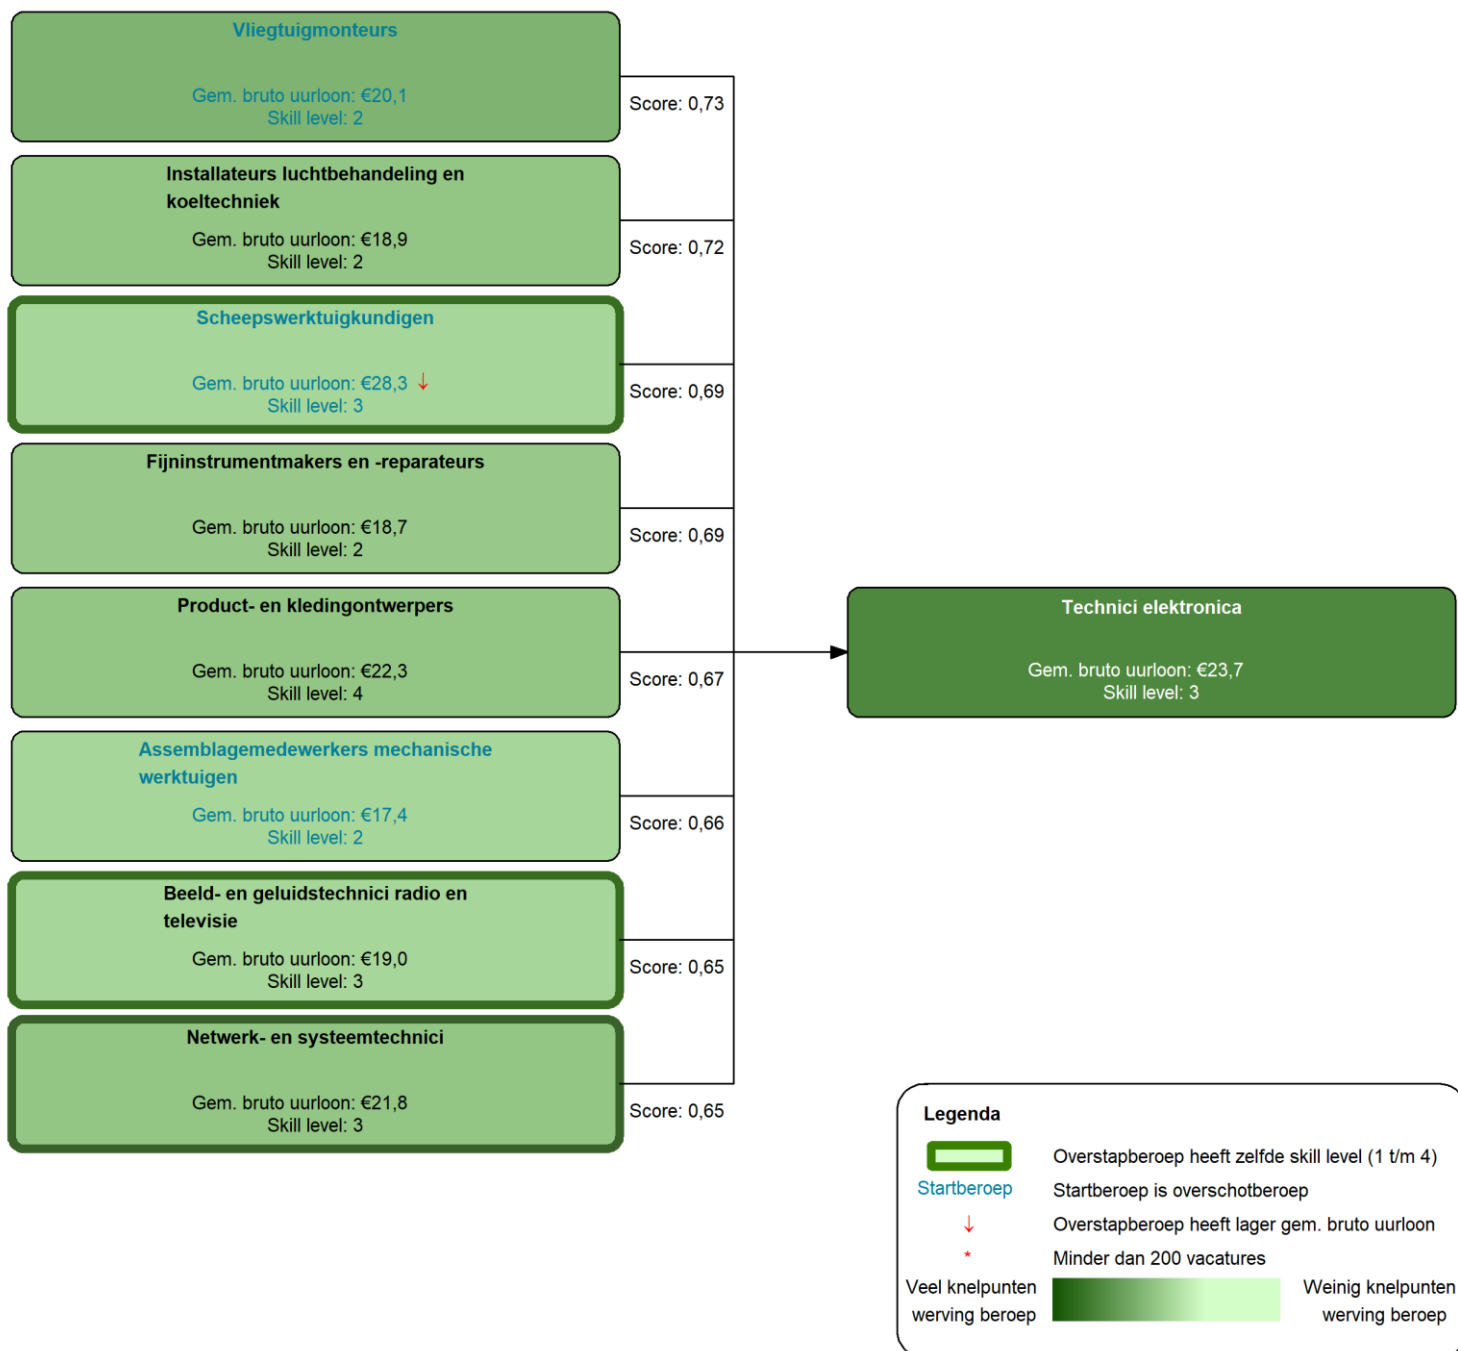 Vliegtuigmonteurs
Gem. bruto uurloon: €20,1
Skill level: 2
Score: 0,73
Installateurs luchtbehandeling en
koeltechniek
Gem. bruto uurloon: €18,9
Skill level: 2
Score: 0,72
Scheepswerktuigkundigen
Gem. bruto uurloon: €28,3 ↓
Skill level: 3
Score: 0,69
Fijninstrumentmakers en -reparateurs
Gem. bruto uurloon: €18,7
Skill level: 2
Score: 0,69
Product- en kledingontwerpers
Gem. bruto uurloon: €22,3
Skill level: 4
Score: 0,67
Assemblagemedewerkers mechanische
werktuigen
Gem. bruto uurloon: €17,4
Skill level: 2
Score: 0,66
Beeld- en geluidstechnici radio en
televisie
Gem. bruto uurloon: €19,0
Skill level: 3
Score: 0,65
Netwerk- en systeemtechnici
Gem. bruto uurloon: €21,8
Skill level: 3
Score: 0,65
Technici elektronica
Gem. bruto uurloon: €23,7
Skill level: 3
Legenda
Overstapberoep heeft zelfde skill level (1 t/m 4)
Startberoep Startberoep is overschotberoep
↓ Overstapberoep heeft lager gem. bruto uurloon
* Minder dan 200 vacatures
Veel knelpunten
werving beroep
Weinig knelpunten
werving beroep